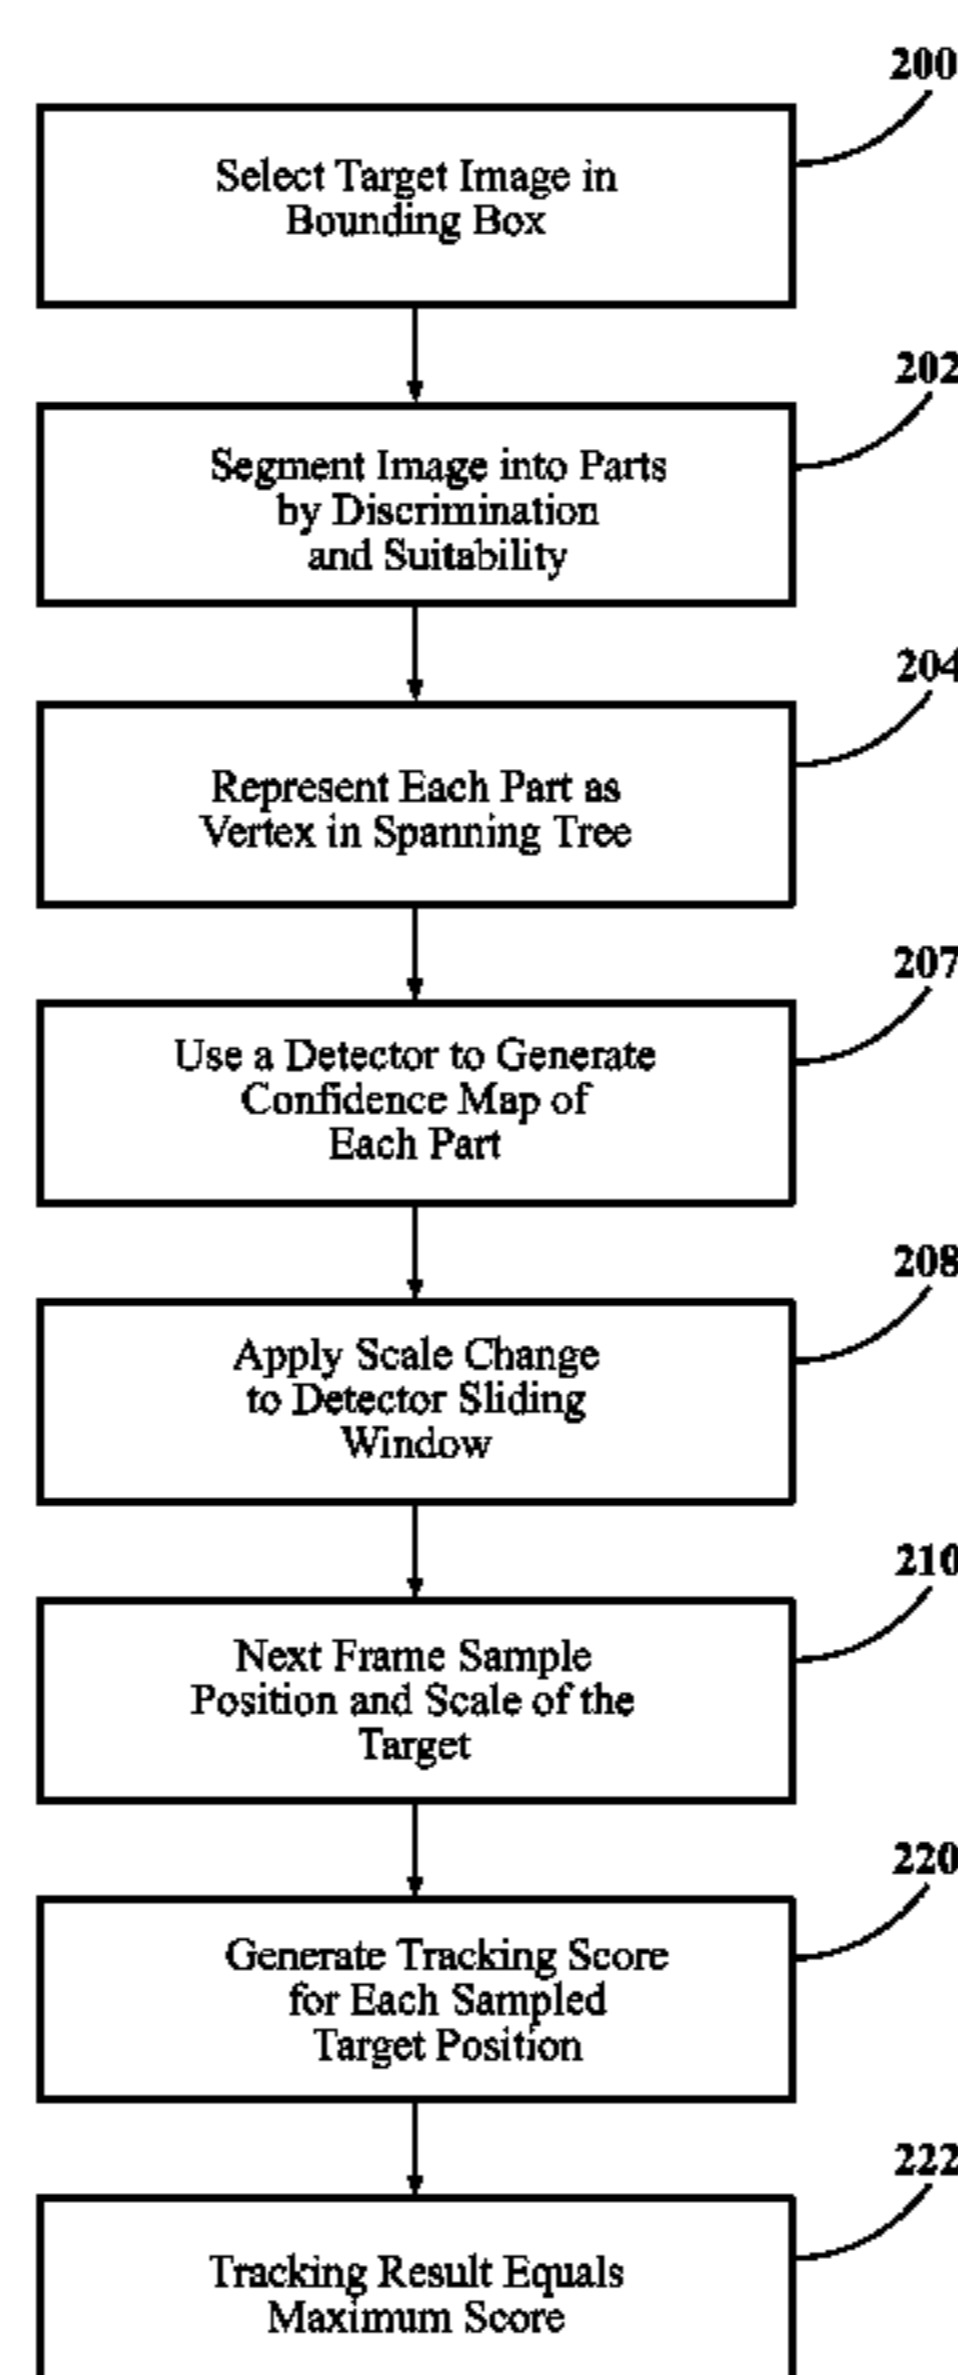 200
Select Target Image in
Bounding Box
202
Segment Image into Parts
by Discrimination
and Suitability
204
Represent Each Part as
Vertex in Spanning Tree
207
Use a Detector to Generate
Confidence Map of
Each Part
208
Apply Scale Change
to Detector Sliding
Window
210
Next Frame Sample
Position and Scale of the
Target
220
Generate Tracking Score
for Each Sampled
Target Position
222
Tracking Result Equals
Maximum Score